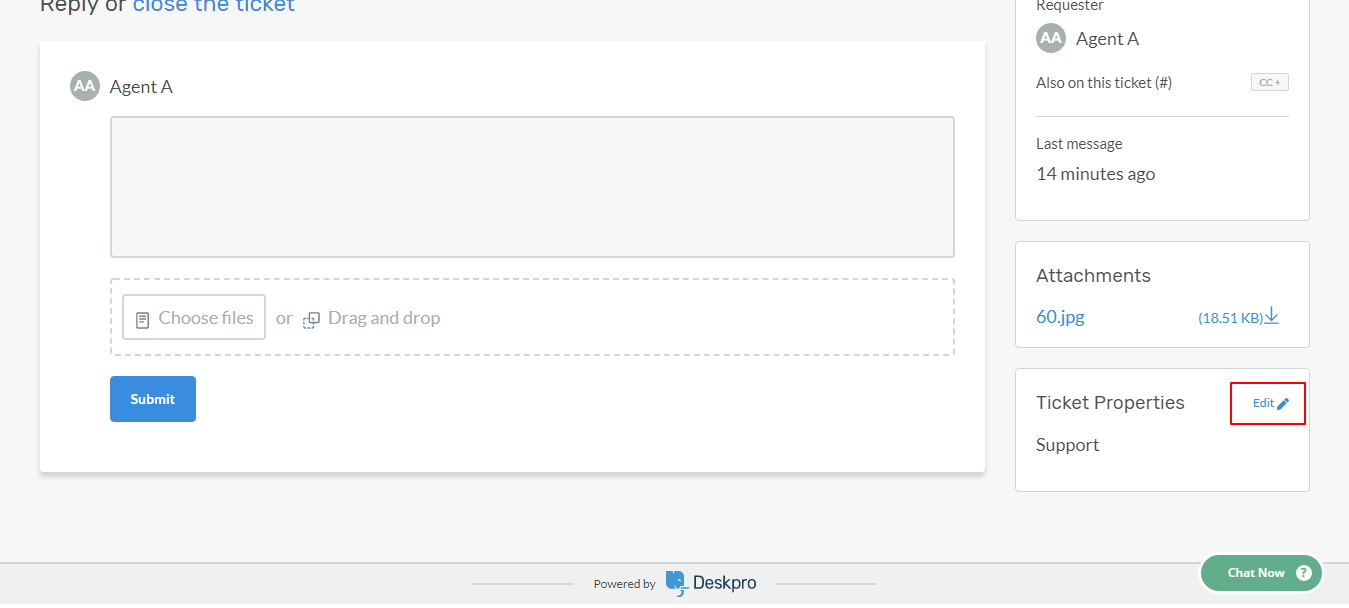 Reply or close the ticket
AA Agent A
Choose files or Drag and drop
Submit
Requester
AA Agent A
Also on this ticket (#) CC +
Last message
14 minutes ago
Attachments
60.jpg (18.51 KB)
Ticket Properties Edit
Support
Powered by Deskpro
Chat Now ?